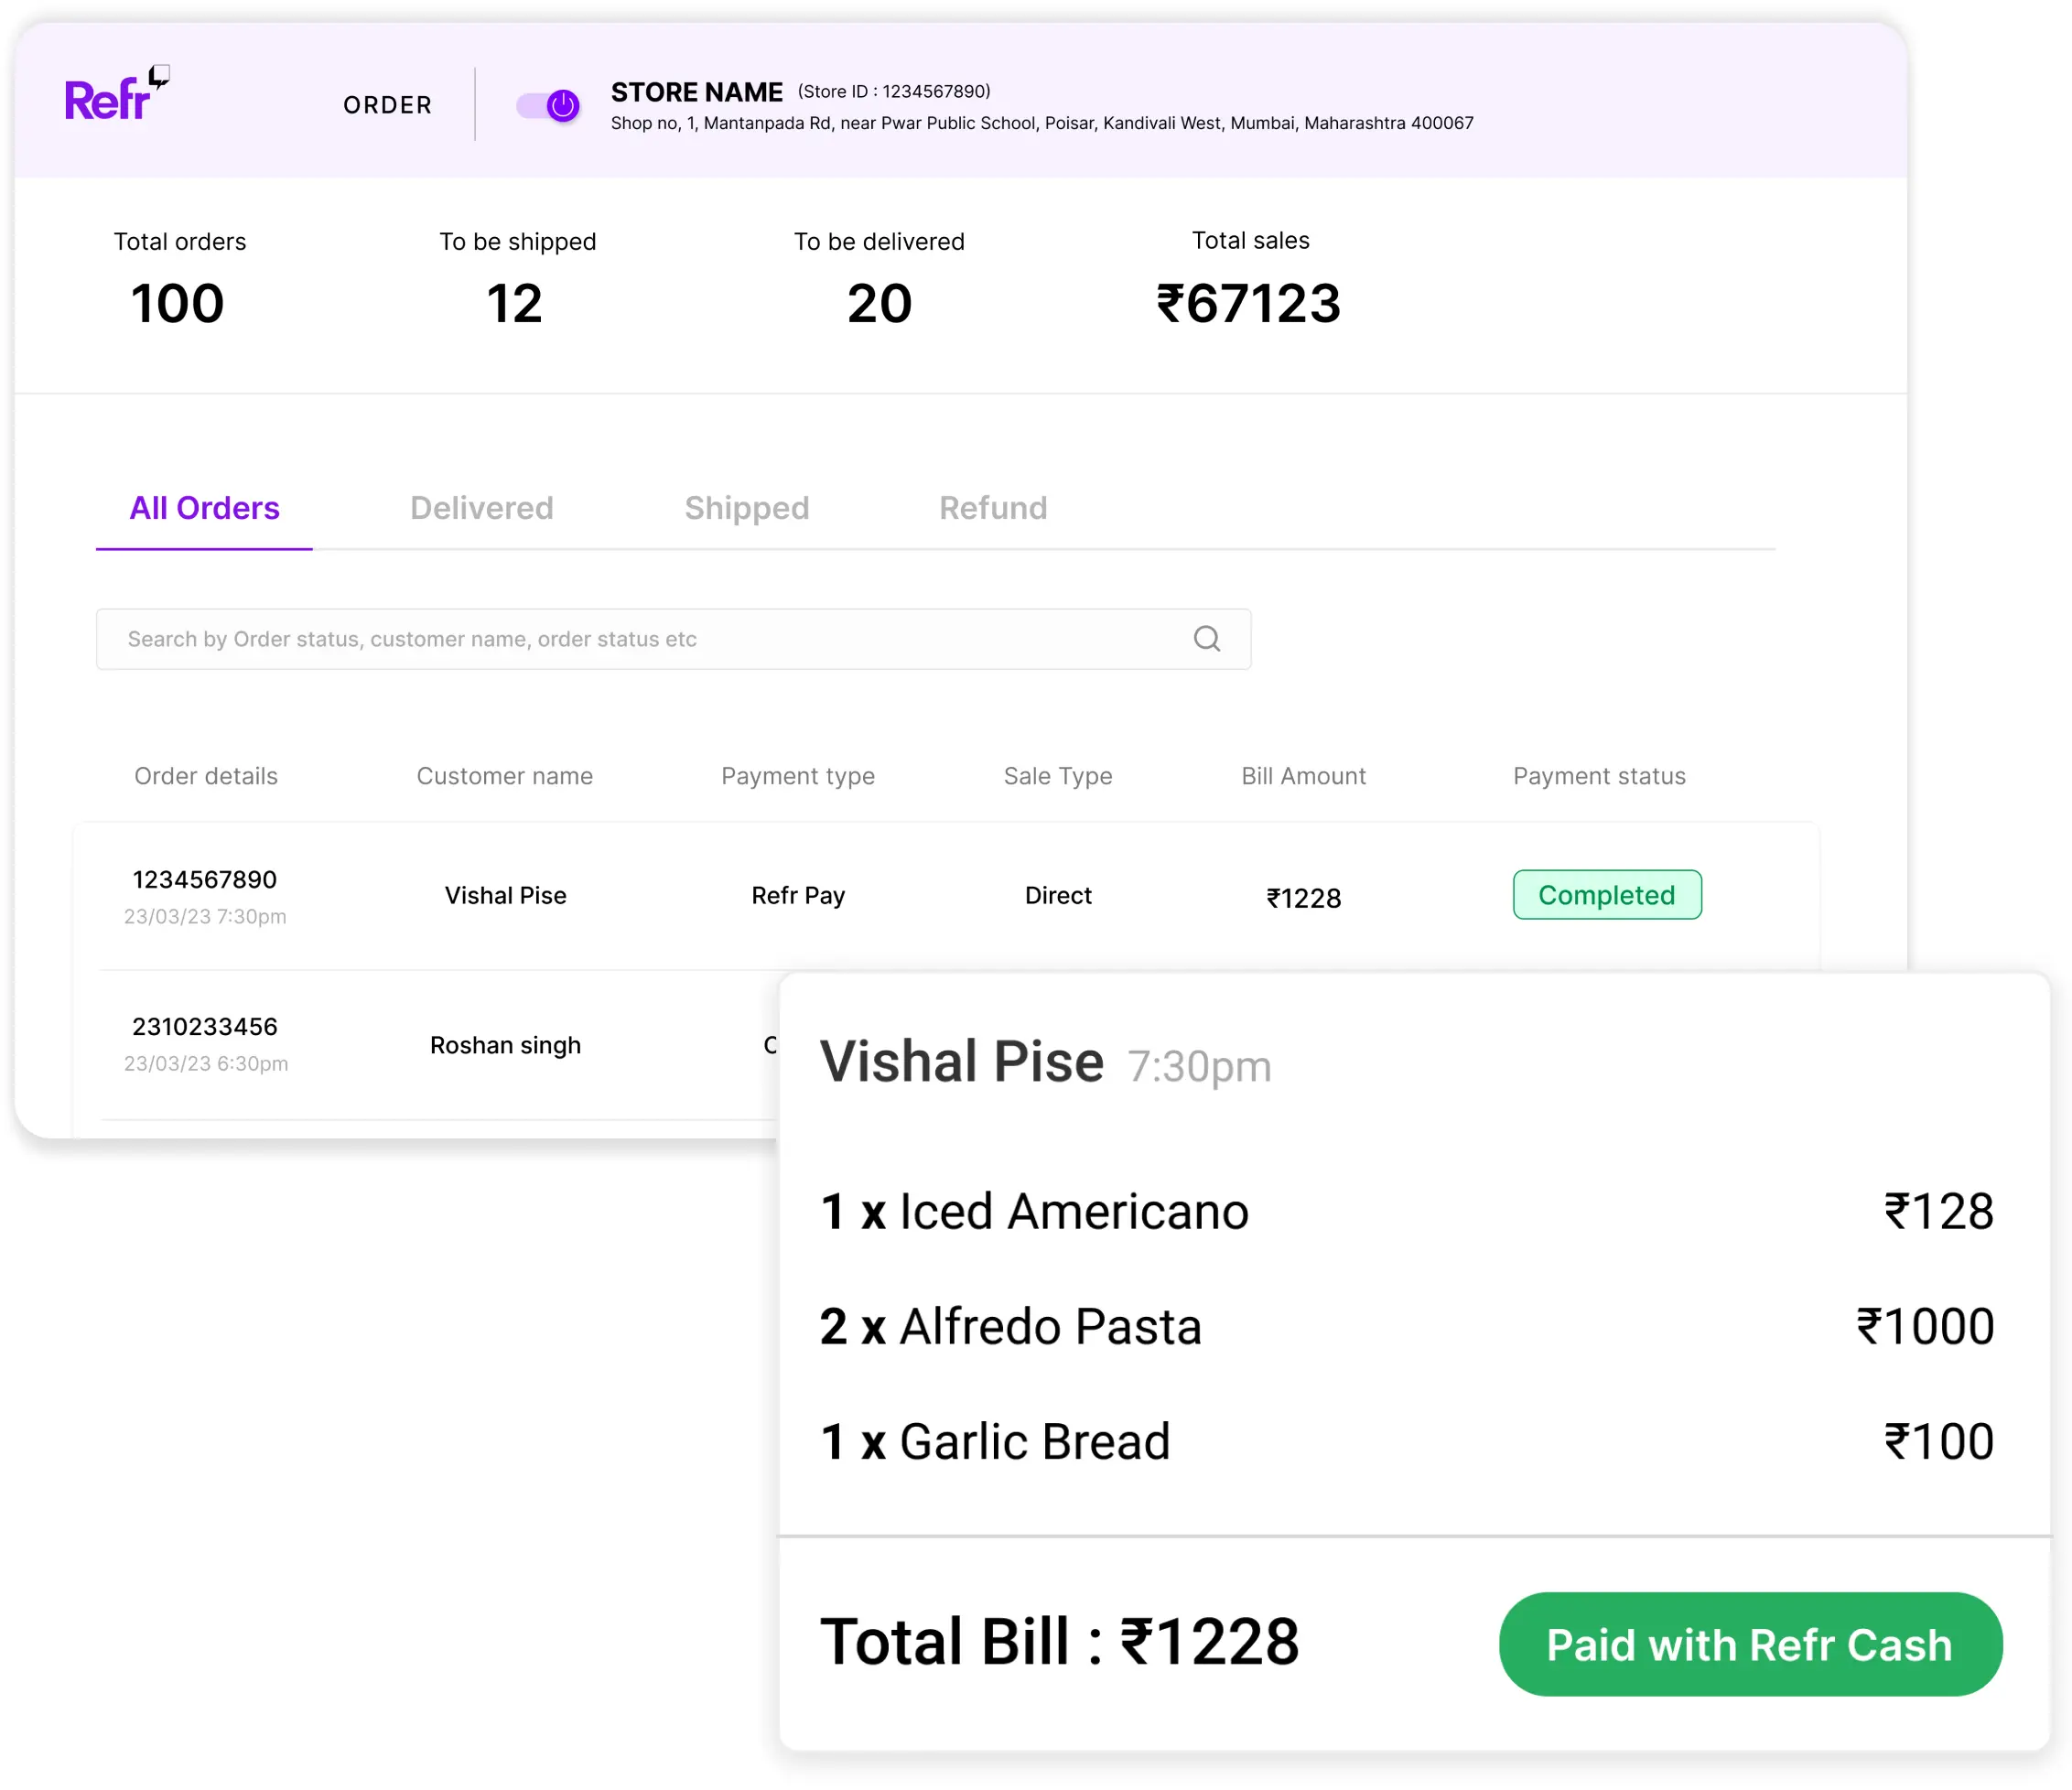 Refr
ORDER
STORE NAME (Store ID : 1234567890)
Shop no, 1, Mantanpada Rd, near Pwar Public School, Poisar, Kandivali West, Mumbai, Maharashtra 400067
Total orders To be shipped To be delivered Total sales
100 12 20 ₹67123
All Orders Delivered Shipped Refund
Search by Order status, customer name, order status etc
Order details Customer name Payment type Sale Type Bill Amount Payment status
1234567890 Vishal Pise Refr Pay Direct ₹1228 Completed
23/03/23 7:30pm
2310233456 Roshan singh
23/03/23 6:30pm
Vishal Pise 7:30pm
1 x Iced Americano ₹128
2 x Alfredo Pasta ₹1000
1 x Garlic Bread ₹100
Total Bill : ₹1228 Paid with Refr Cash